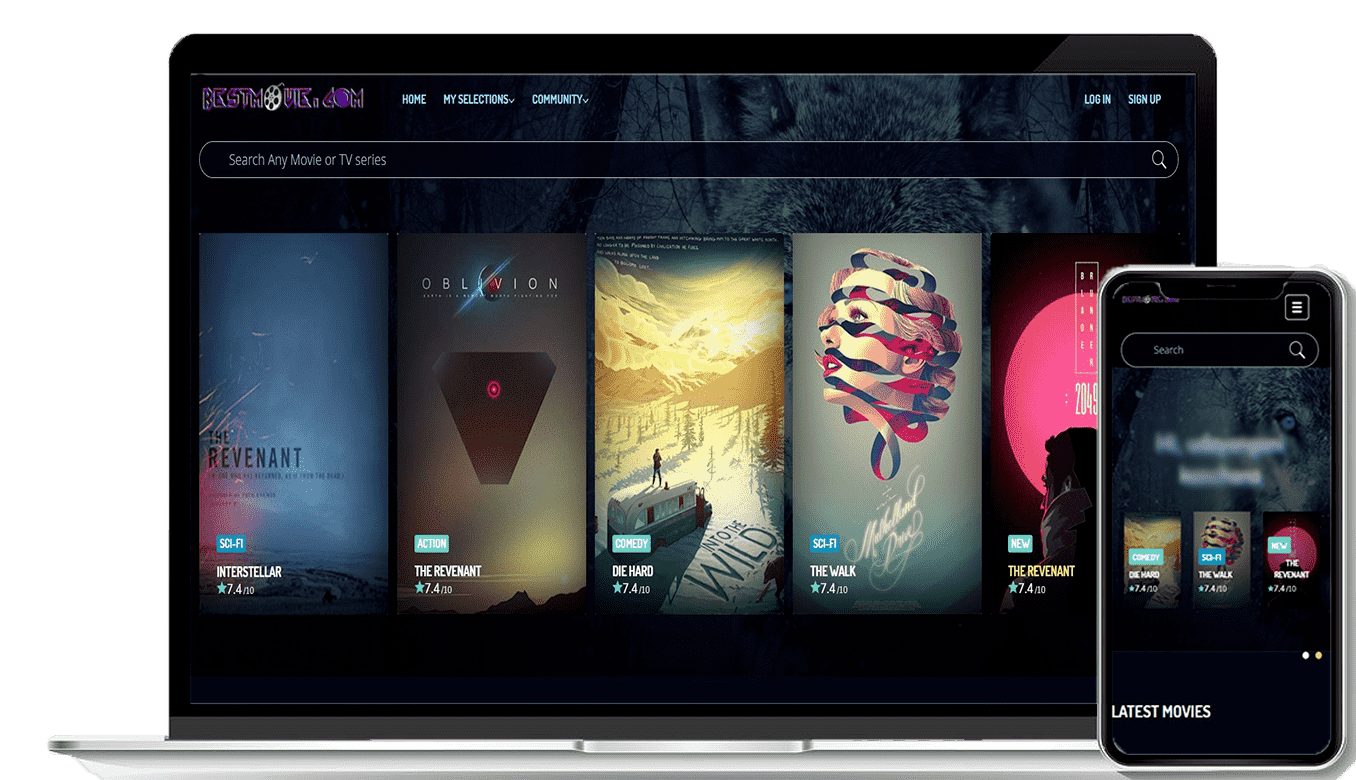 BESTMOVIE.COM
HOME MY SELECTIONS COMMUNITY
LOG IN SIGN UP
Search Any Movie or TV series
THE
REVENANT
SCI-FI
INTERSTELLAR
7.4/10
OBLIVION
ACTION
THE REVENANT
7.4/10
INTO THE
WILD
COMEDY
DIE HARD
7.4/10
Mulholland
Drive
SCI-FI
THE WALK
7.4/10
BLADE
RUNNER
2049
NEW
THE REVENANT
7.4/10
BESTMOVIE.COM
Search
COMEDY
DIE HARD
7.4/10
SCI-FI
THE WALK
7.4/10
NEW
THE
REVENANT
7.4/10
LATEST MOVIES